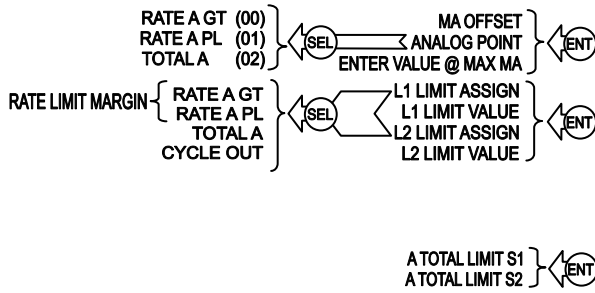 RATE A GT (00)
RATE A PL (01)
TOTAL A (02)
SEL
MA OFFSET
ANALOG POINT
ENTER VALUE @ MAX MA
ENT
RATE LIMIT MARGIN
RATE A GT
RATE A PL
TOTAL A
CYCLE OUT
SEL
L1 LIMIT ASSIGN
L1 LIMIT VALUE
L2 LIMIT ASSIGN
L2 LIMIT VALUE
ENT
A TOTAL LIMIT S1
A TOTAL LIMIT S2
ENT